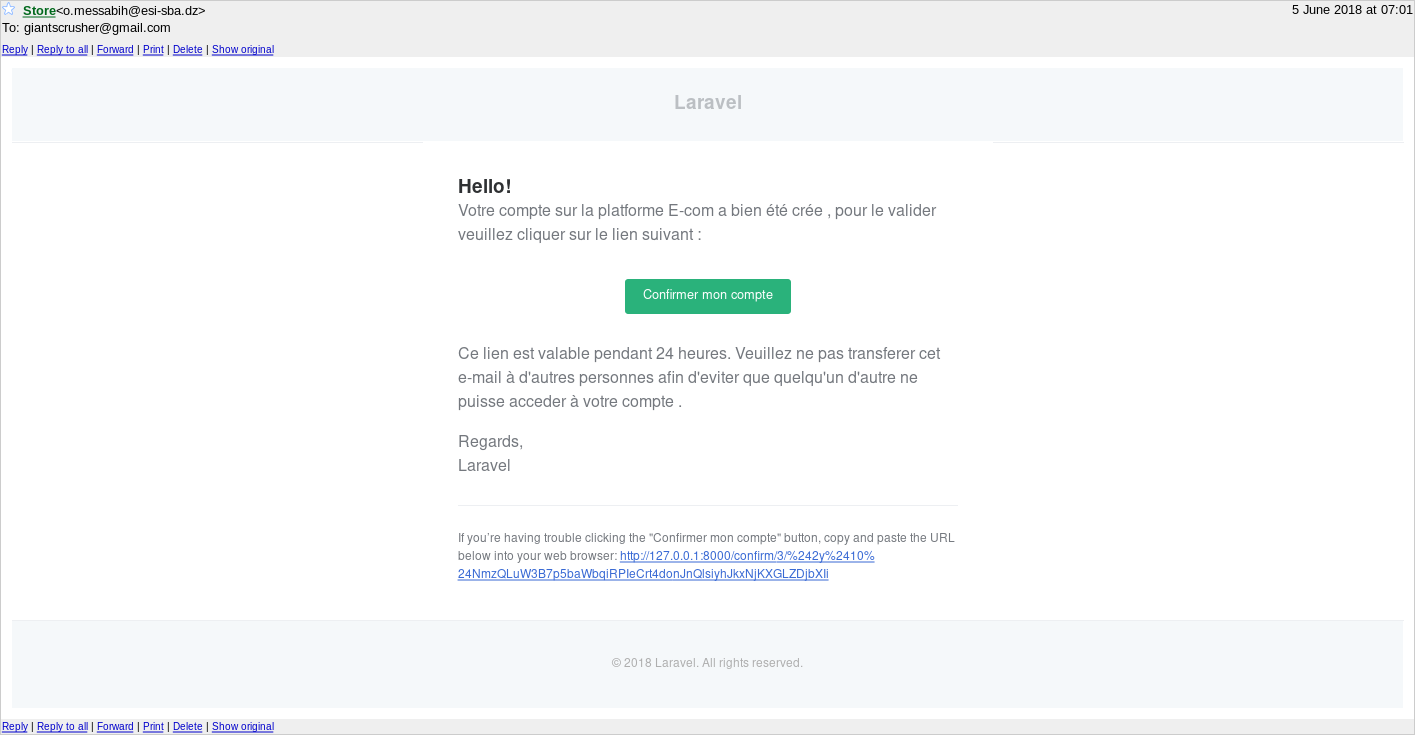 Store<o.messabih@esi-sba.dz> 5 June 2018 at 07:01
To: giantscrusher@gmail.com
Reply | Reply to all | Forward | Print | Delete | Show original
Laravel
Hello!
Votre compte sur la platforme E-com a bien été crée , pour le valider
veuillez cliquer sur le lien suivant :
Confirmer mon compte
Ce lien est valable pendant 24 heures. Veuillez ne pas transferer cet
e-mail à d'autres personnes afin d'eviter que quelqu'un d'autre ne
puisse acceder à votre compte .
Regards,
Laravel
If you're having trouble clicking the "Confirmer mon compte" button, copy and paste the URL
below into your web browser: http://127.0.0.1:8000/confirm/3/%242y%2410%
24NmzQLuW3B7p5baWbqiRPIeCrt4donJnQlsiyhJkxNjKXGLZDjbXIi
© 2018 Laravel. All rights reserved.
Reply | Reply to all | Forward | Print | Delete | Show original